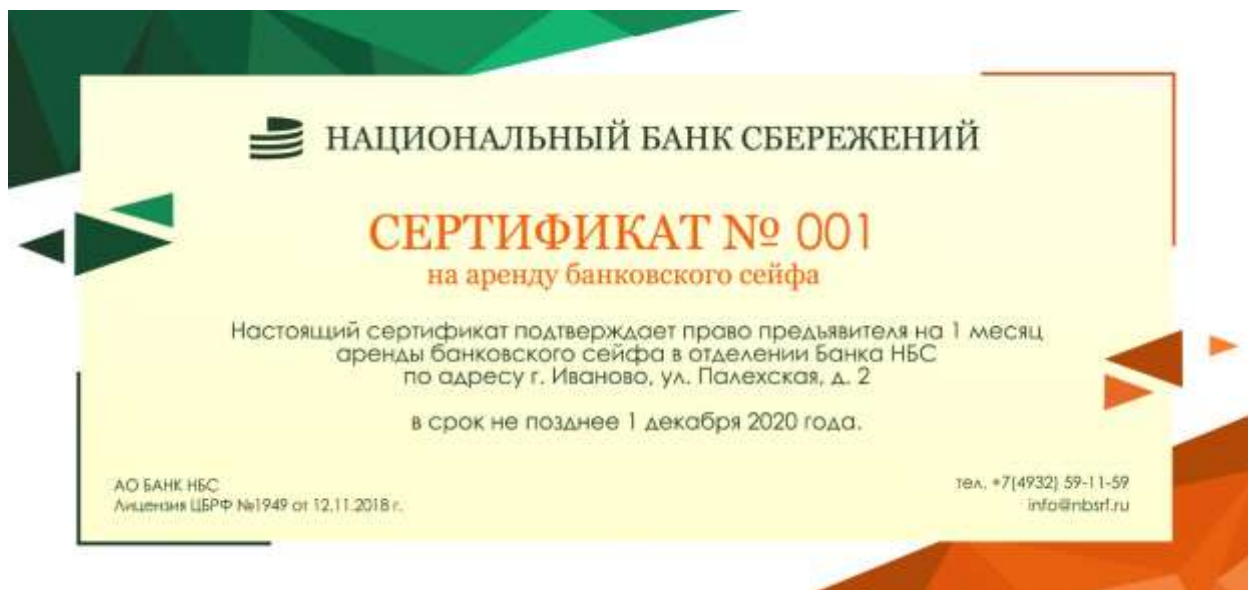 НАЦИОНАЛЬНЫЙ БАНК СБЕРЕЖЕНИЙ
СЕРТИФИКАТ № 001
на аренду банковского сейфа
Настоящий сертификат подтверждает право предъявителя на 1 месяц
аренды банковского сейфа в отделении Банка НБС
по адресу г. Иваново, ул. Палехская, д. 2
в срок не позднее 1 декабря 2020 года.
АО БАНК НБС
Лицензия ЦБРФ №1949 от 12.11.2018 г.
тел. +7(4932) 59-11-59
info@nbsrf.ru